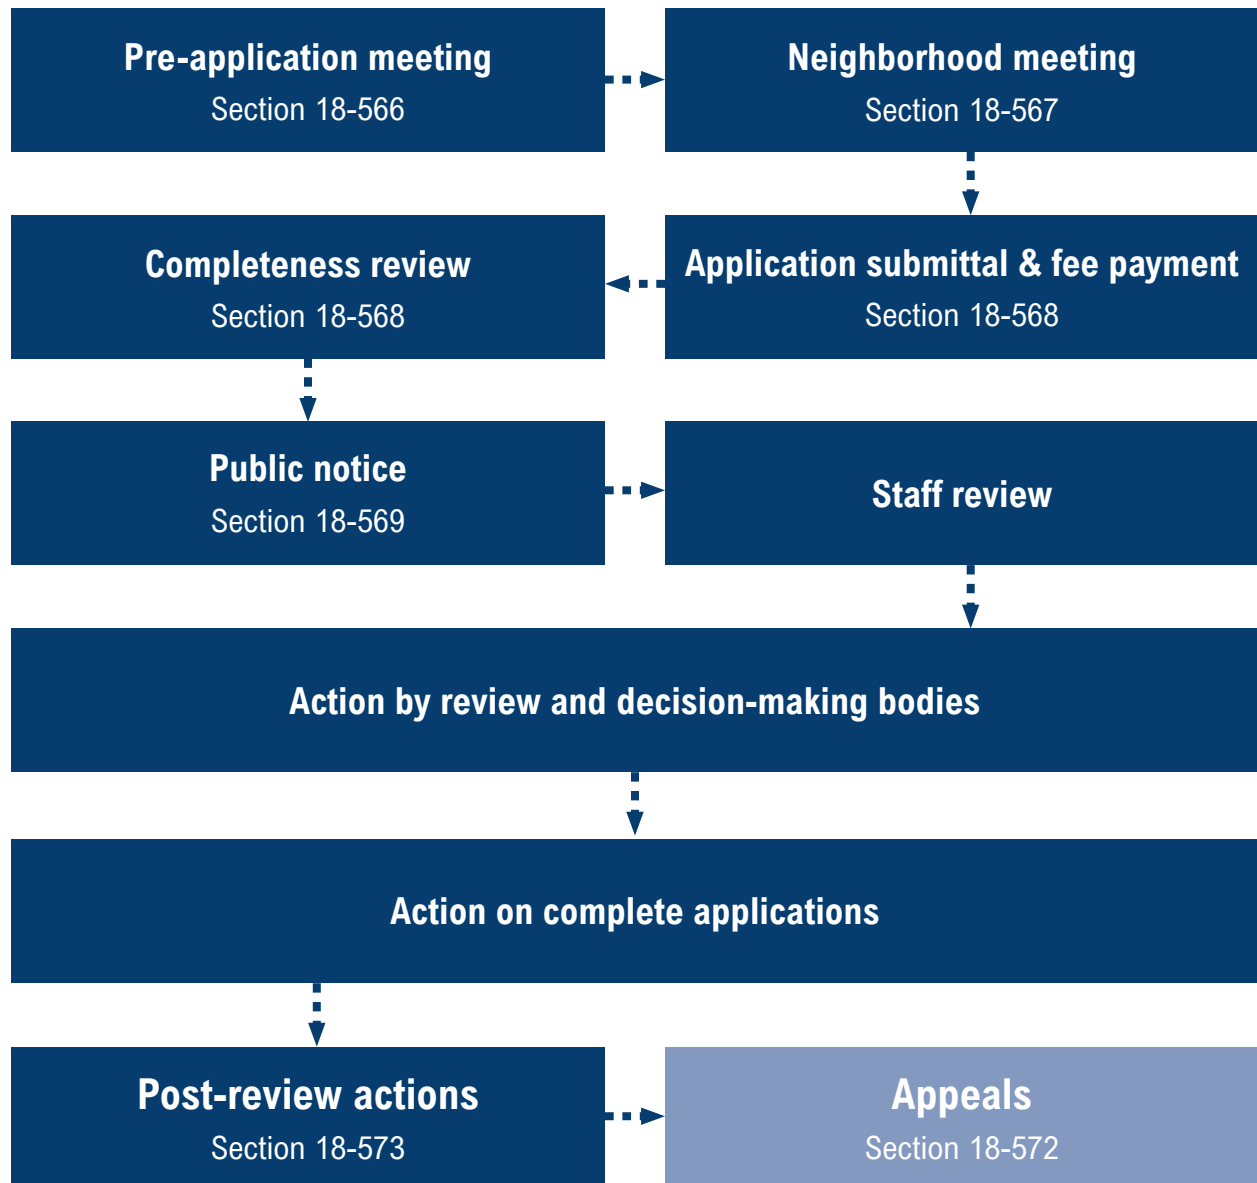 Pre-application meeting
Section 18-566
Neighborhood meeting
Section 18-567
Application submittal & fee payment
Section 18-568
Completeness review
Section 18-568
Public notice
Section 18-569
Staff review
Action by review and decision-making bodies
Action on complete applications
Post-review actions
Section 18-573
Appeals
Section 18-572